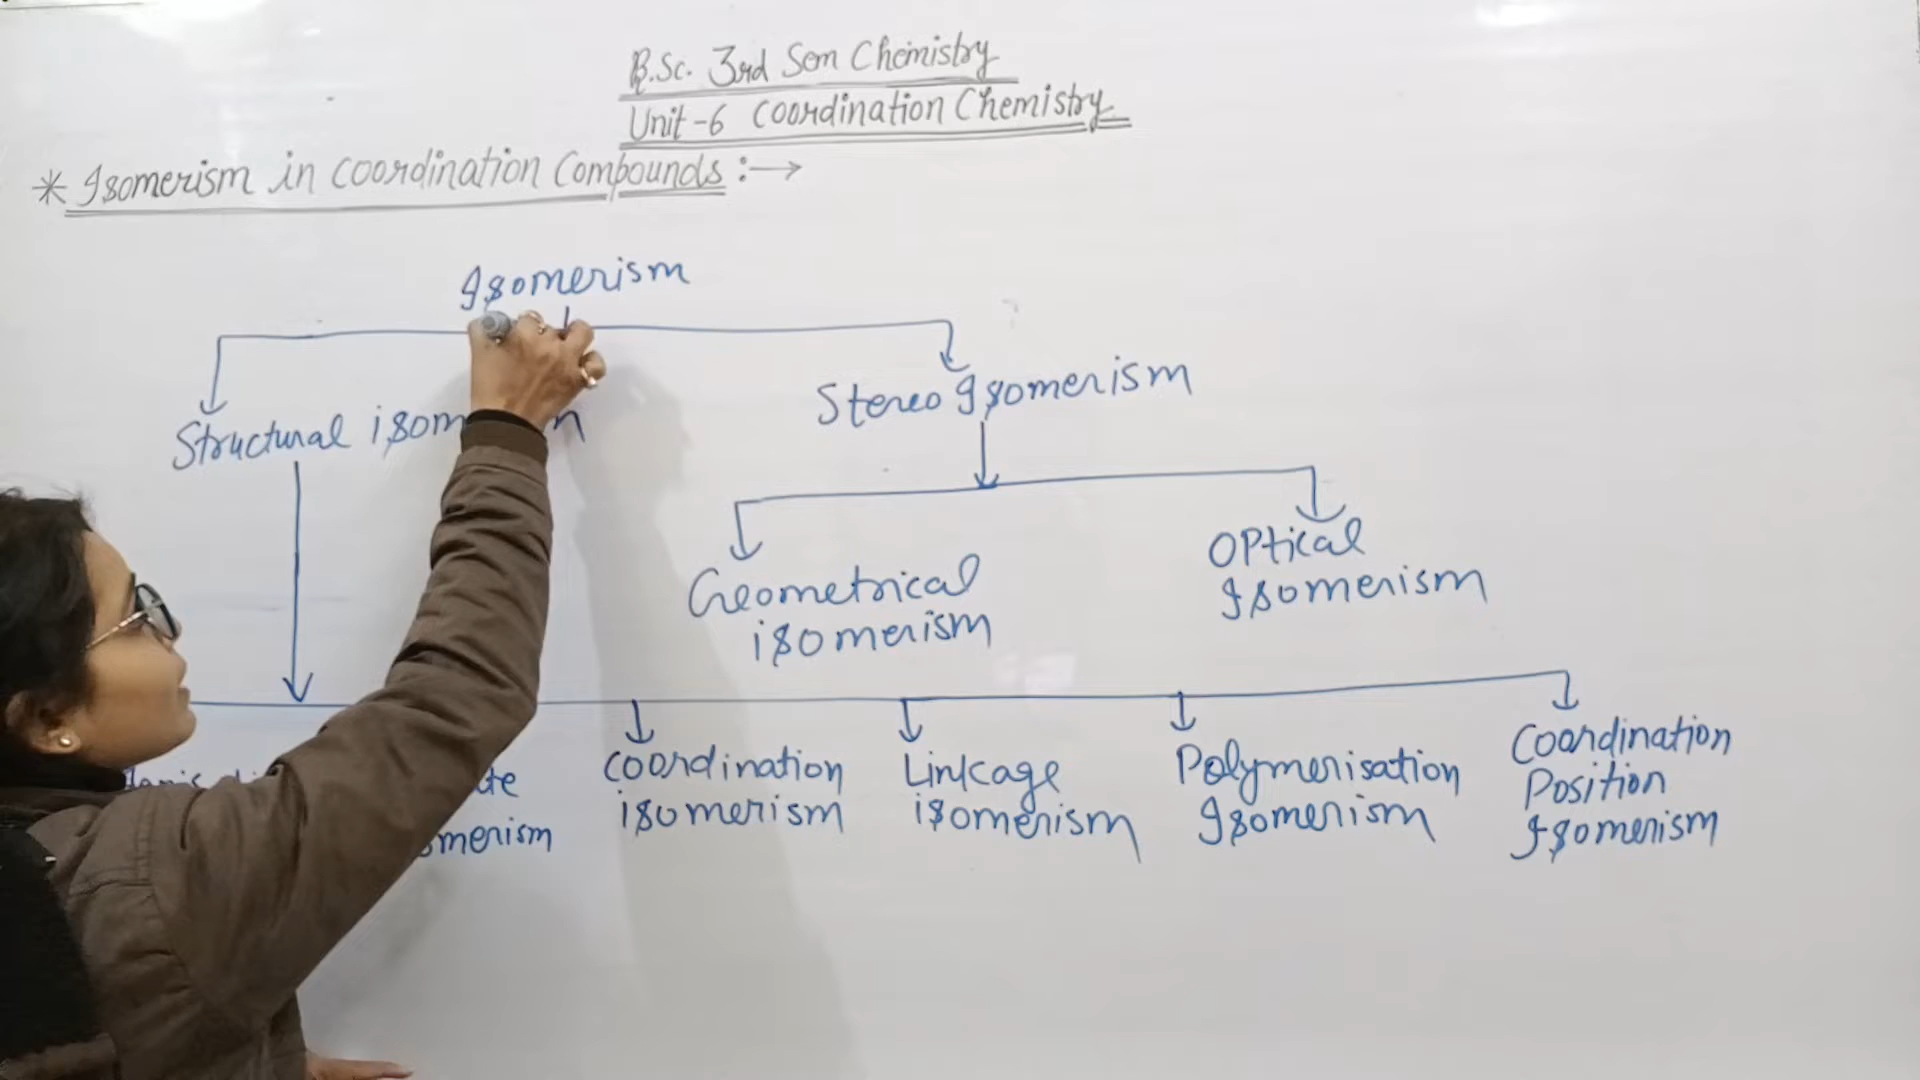 B.Sc. 3rd Sem Chemistry
Unit-6 Coordination Chemistry
* Isomerism in coordination Compounds :→
Isomerism
Structural
Stereo Isomerism
Geometrical
isomerism
Optical
Isomerism
Coordination
isomerism
Linkage
isomerism
Polymerisation
Isomerism
Coordination
Position
Isomerism